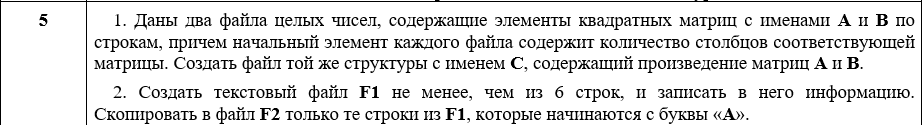 5
1. Даны два файла целых чисел, содержащие элементы квадратных матриц с именами А и В по
строкам, причем начальный элемент каждого файла содержит количество столбцов соответствующей
матрицы. Создать файл той же структуры с именем С, содержащий произведение матриц А и В.
2. Создать текстовый файл F1 не менее, чем из 6 строк, и записать в него информацию.
Скопировать в файл F2 только те строки из F1, которые начинаются с буквы «А».